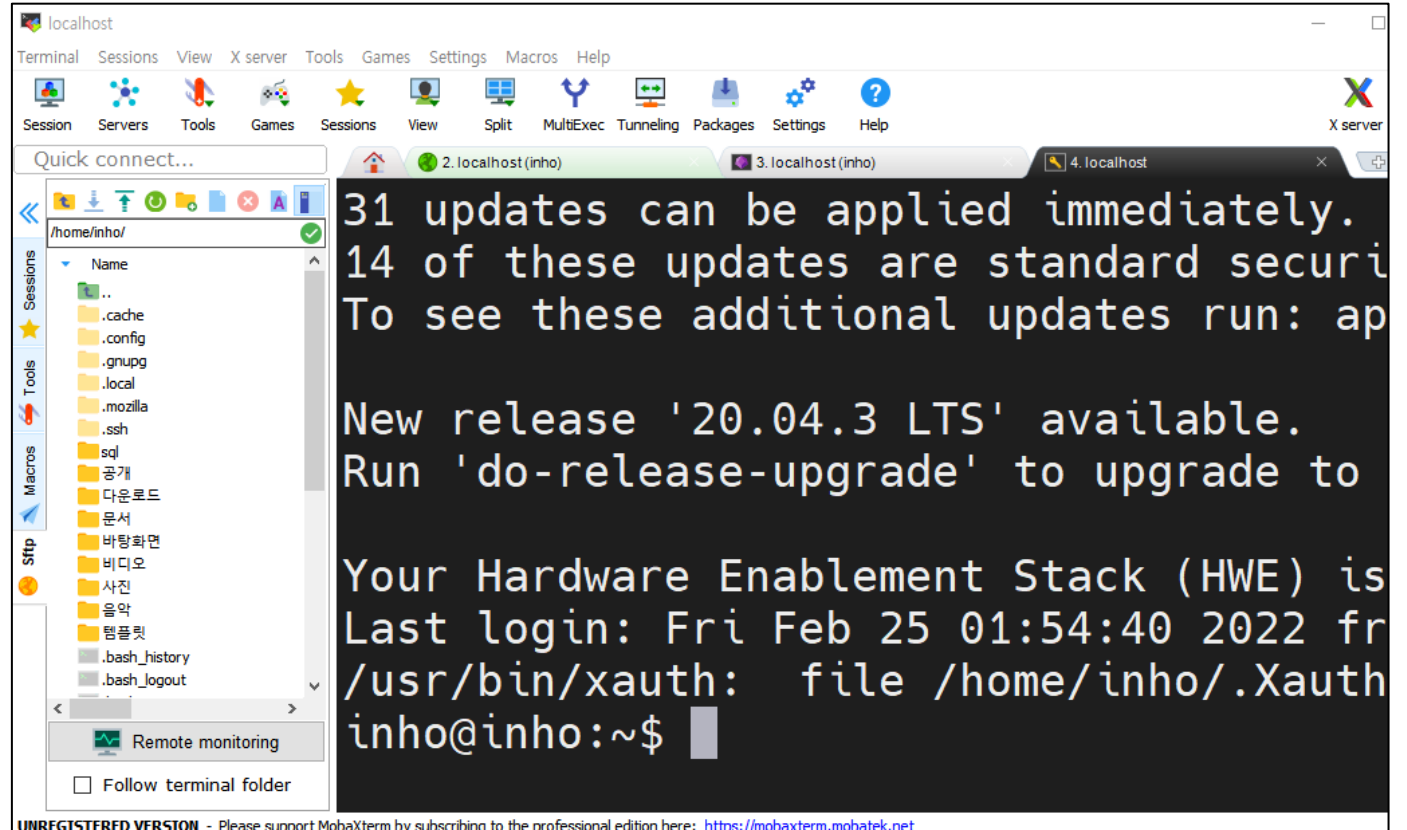 localhost
Terminal Sessions View X server Tools Games Settings Macros Help
Session Servers Tools Games Sessions View Split MultiExec Tunneling Packages Settings Help X server
Quick connect...
2. localhost (inho)
3. localhost (inho)
4. localhost
/home/inho/
Sessions
Tools
Macros
Sftp
Name
..
.cache
.config
.gnupg
.local
.mozilla
.ssh
sql
공개
다운로드
문서
바탕화면
비디오
사진
음악
템플릿
.bash_history
.bash_logout
Remote monitoring
Follow terminal folder
31 updates can be applied immediately.
14 of these updates are standard securi
To see these additional updates run: ap
New release '20.04.3 LTS' available.
Run 'do-release-upgrade' to upgrade to
Your Hardware Enablement Stack (HWE) is
Last login: Fri Feb 25 01:54:40 2022 fr
/usr/bin/xauth:  file /home/inho/.Xauth
inho@inho:~$
UNREGISTERED VERSION - Please support MobaXterm by subscribing to the professional edition here: https://mobaxterm.mobatek.net